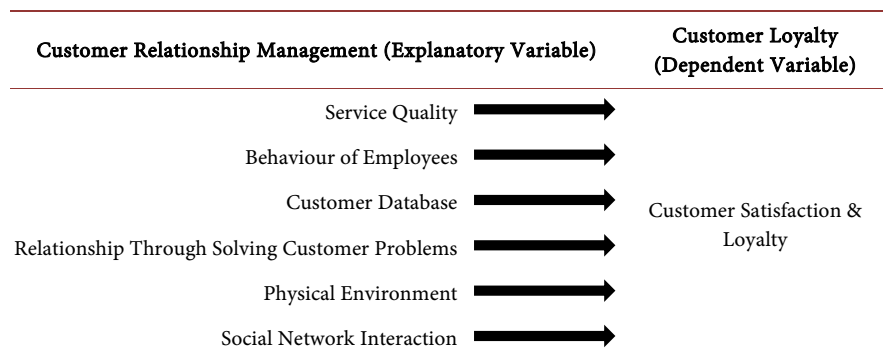 Customer Relationship Management (Explanatory Variable)
Customer Loyalty
(Dependent Variable)
Service Quality
Behaviour of Employees
Customer Database
Relationship Through Solving Customer Problems
Physical Environment
Social Network Interaction
Customer Satisfaction &
Loyalty